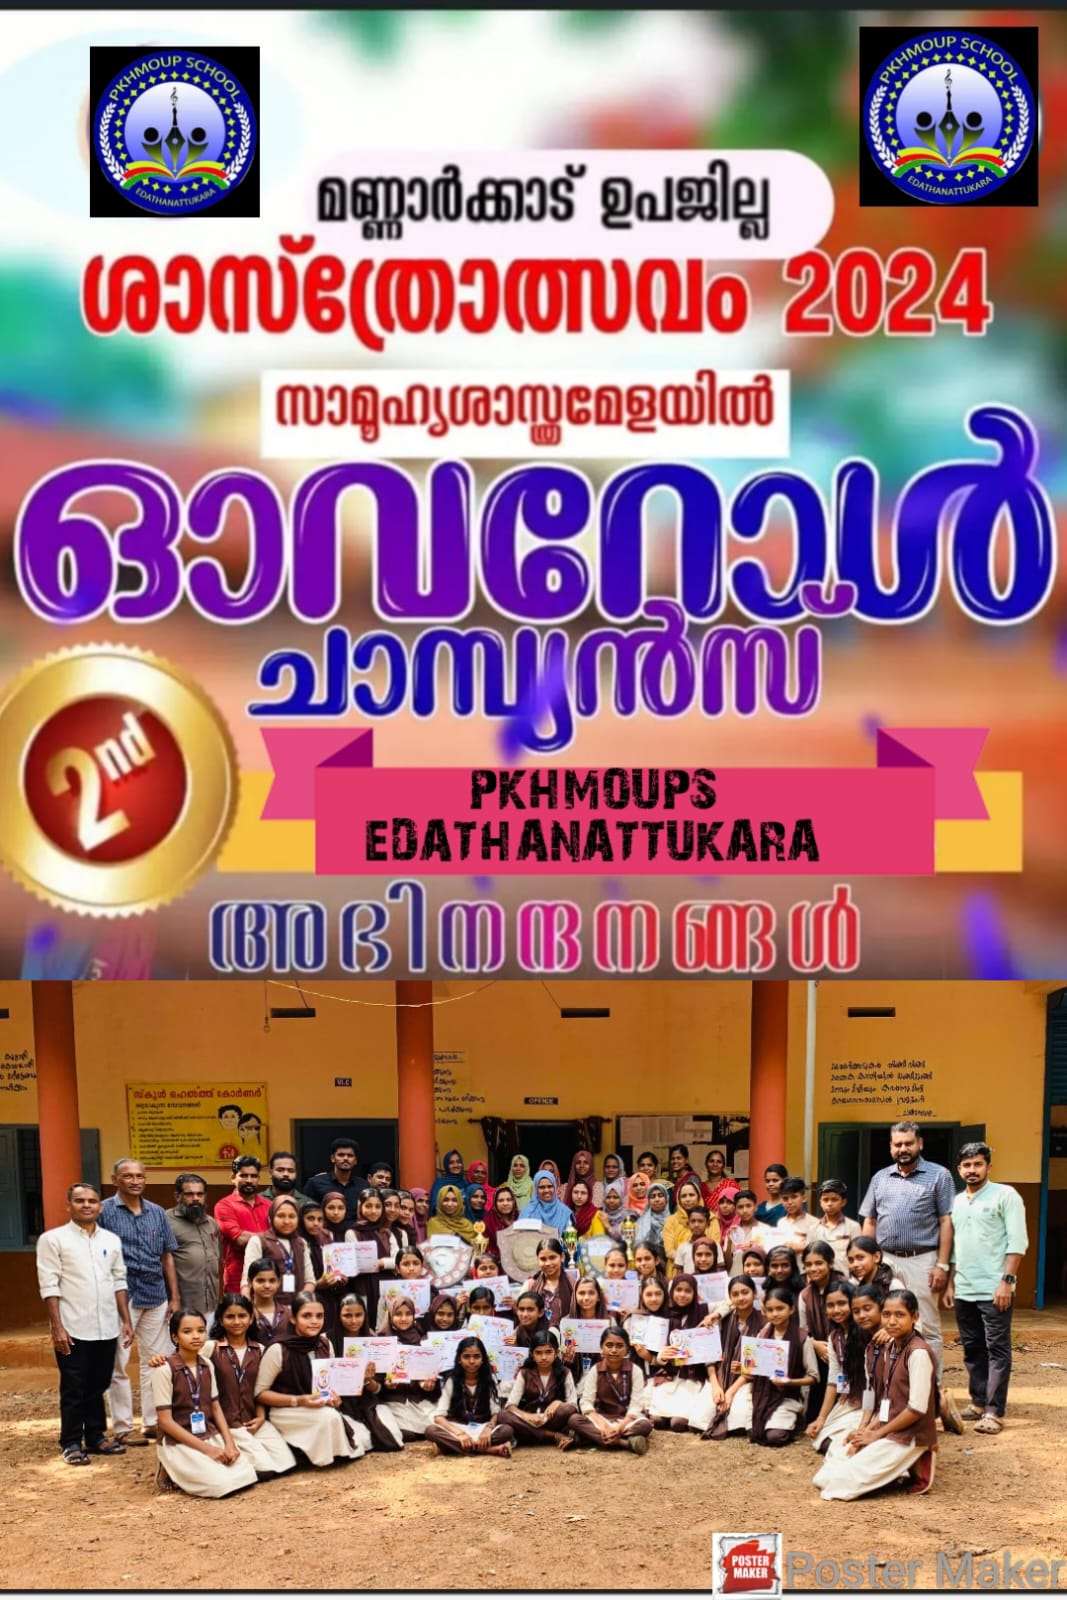 PKHMOUP SCHOOL
EDATHANATTUKARA
PKHMOUP SCHOOL
EDATHANATTUKARA
മണ്ണാർക്കാട് ഉപജില്ല
ശാസ്ത്രോത്സവം 2024
സാമൂഹ്യശാസ്ത്രമേളയിൽ
ഓവറോൾ
ചാമ്പ്യൻസ്
2nd
PKHMOUPS
EDATHANATTUKARA
അഭിനന്ദനങ്ങൾ
VI.C
OFFICE
സ്കൂൾ ഹെൽത്ത് കോർണർ
POSTER
MAKER
Poster Maker